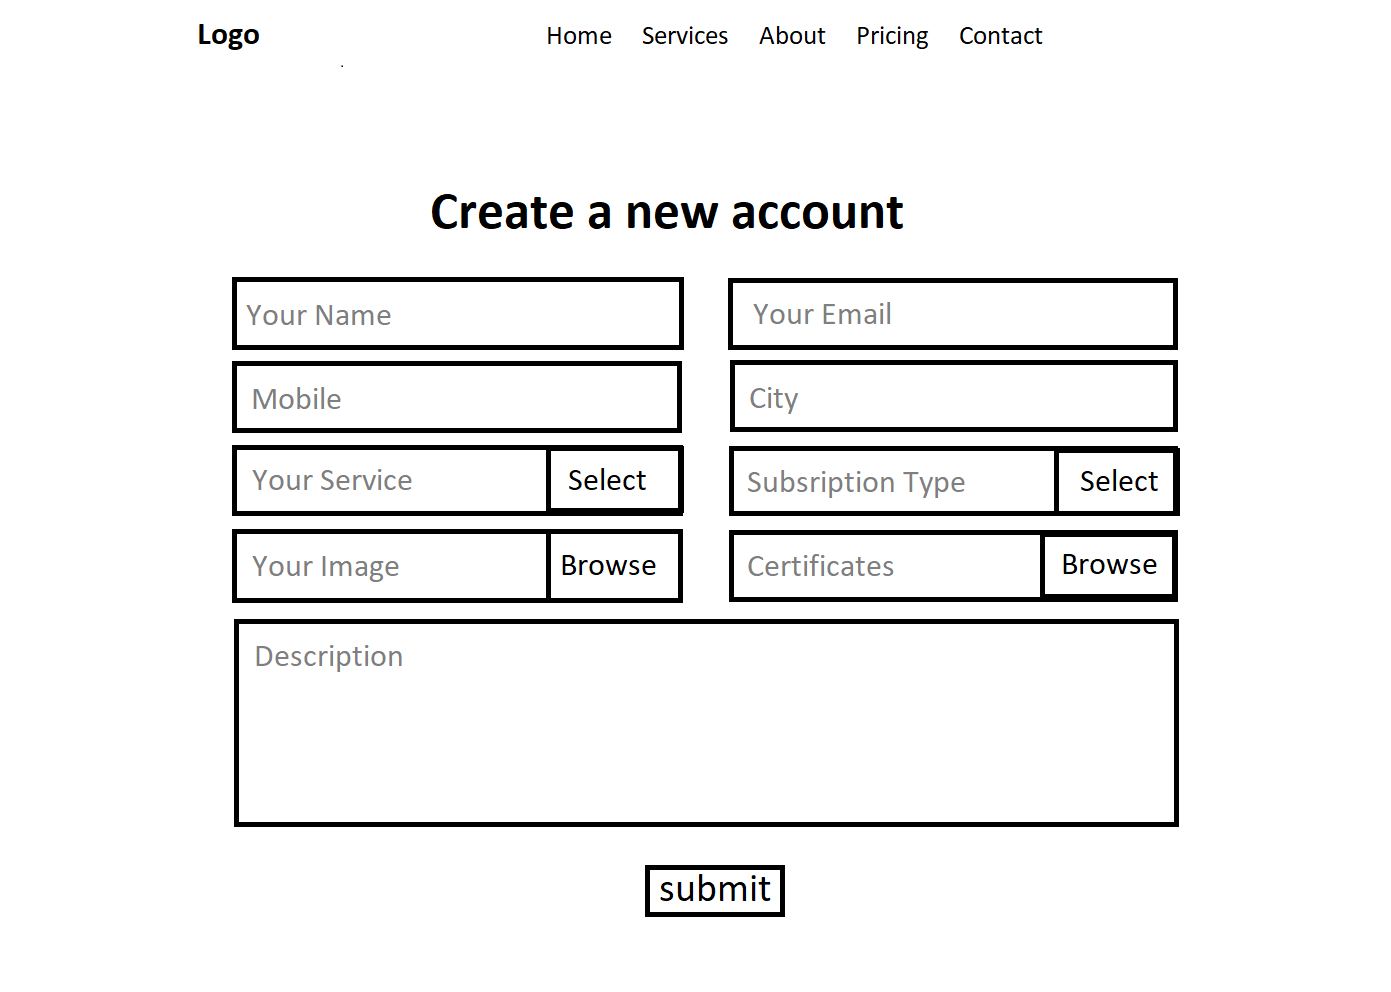 Logo Home Services About Pricing Contact
Create a new account
Your Name Your Email
Mobile City
Your Service Select Subsription Type Select
Your Image Browse Certificates Browse
Description
submit